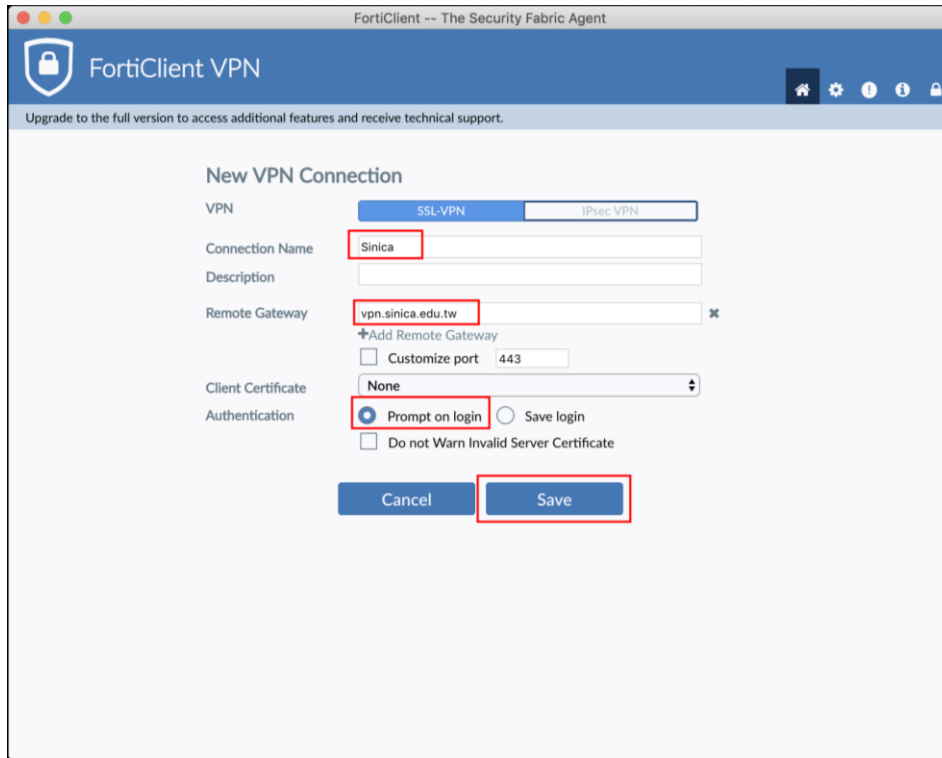 FortiClient -- The Security Fabric Agent
FortiClient VPN
Upgrade to the full version to access additional features and receive technical support.
New VPN Connection
VPN SSL-VPN IPsec VPN
Connection Name Sinica
Description
Remote Gateway vpn.sinica.edu.tw
+Add Remote Gateway
Customize port 443
Client Certificate None
Authentication Prompt on login Save login
Do not Warn Invalid Server Certificate
Cancel Save